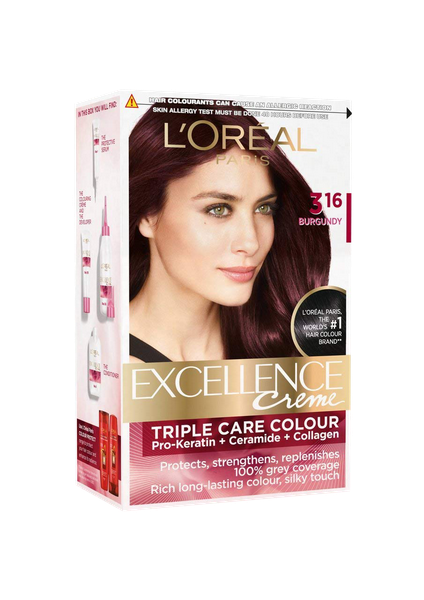 HAIR COLOURANTS CAN CAUSE AN ALLERGIC REACTION
SKIN ALLERGY TEST MUST BE DONE 48 HOURS BEFORE USE
L'ORÉAL
PARIS
316
BURGUNDY
L'ORÉAL PARIS,
THE
WORLD'S #1
HAIR COLOUR
BRAND**
EXCELLENCE
Creme
TRIPLE CARE COLOUR
Pro-Keratin + Ceramide + Collagen
Protects, strengthens, replenishes
100% grey coverage
Rich long-lasting colour, silky touch
IN THIS BOX YOU WILL FIND:
THE
PROTECTIVE
SERUM
THE
COLOURING
CREME
AND THE
DEVELOPER
THE CONDITIONER